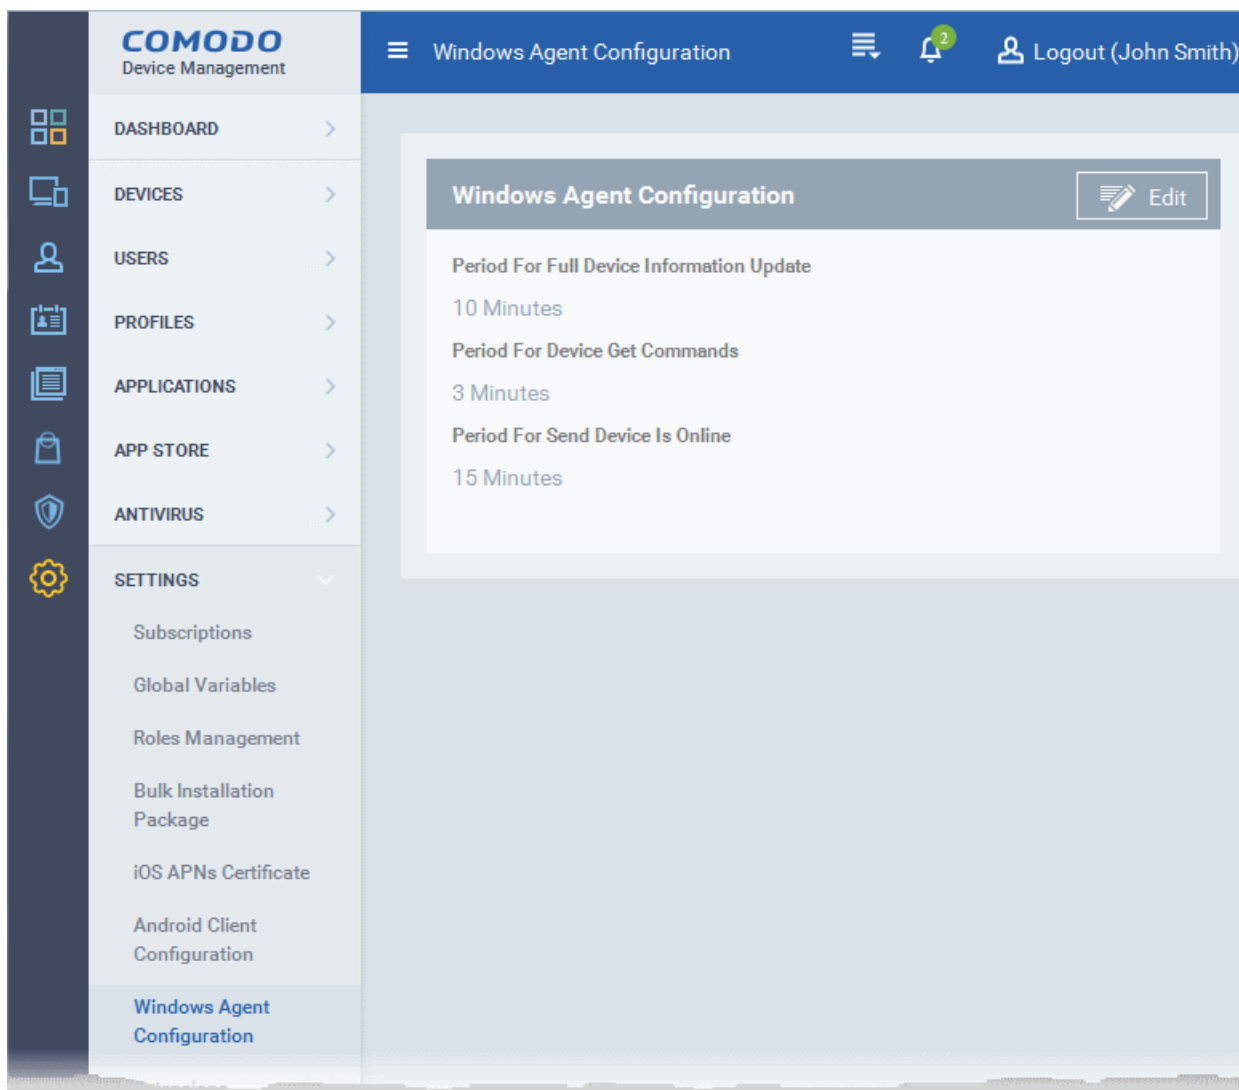 COMODO
Device Management
Windows Agent Configuration
2
Logout (John Smith)
DASHBOARD
DEVICES
USERS
PROFILES
APPLICATIONS
APP STORE
ANTIVIRUS
SETTINGS
Subscriptions
Global Variables
Roles Management
Bulk Installation
Package
iOS APNs Certificate
Android Client
Configuration
Windows Agent
Configuration
Windows Agent Configuration
Edit
Period For Full Device Information Update
10 Minutes
Period For Device Get Commands
3 Minutes
Period For Send Device Is Online
15 Minutes